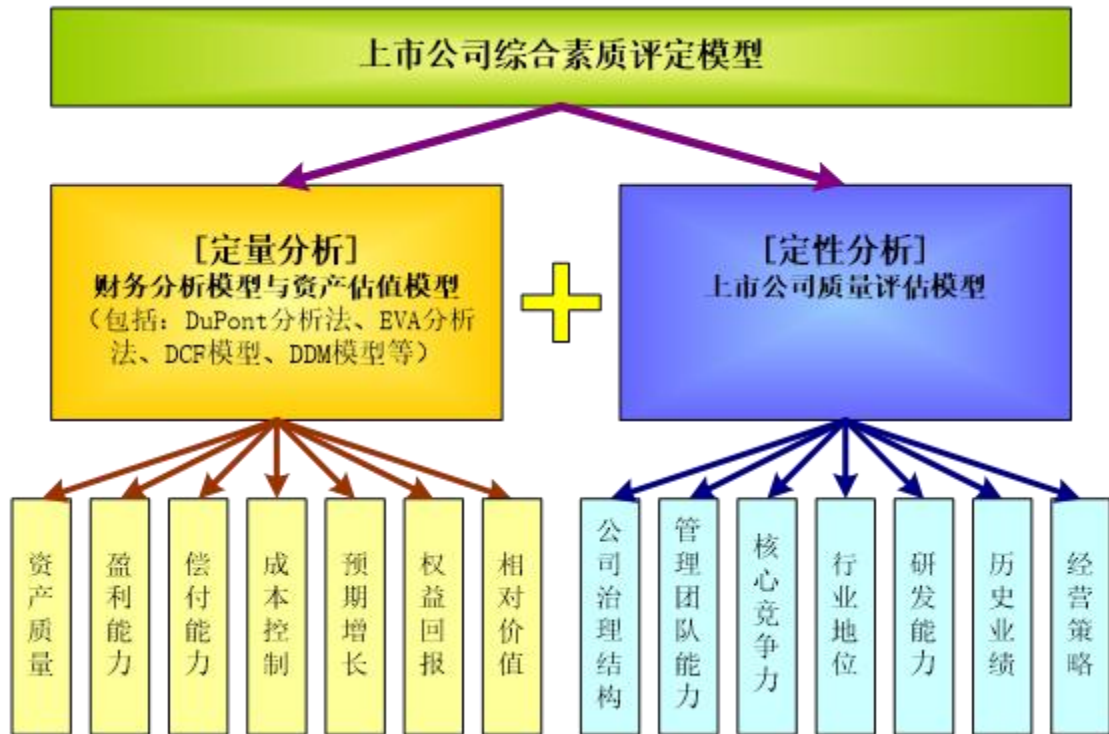 上市公司综合素质评定模型
[定量分析]
财务分析模型与资产估值模型
（包括：DuPont分析法、EVA分析
法、DCF模型、DDM模型等）
[定性分析]
上市公司质量评估模型
资产质量
盈利能力
偿付能力
成本控制
预期增长
权益回报
相对价值
公司治理结构
管理团队能力
核心竞争力
行业地位
研发能力
历史业绩
经营策略